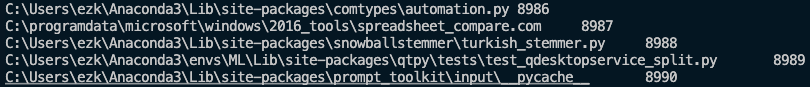 C:\Users\ezk\Anaconda3\Lib\site-packages\comtypes\automation.py 8986
C:\programdata\microsoft\windows\2016_tools\spreadsheet_compare.com 8987
C:\Users\ezk\Anaconda3\Lib\site-packages\snowballstemmer\turkish_stemmer.py 8988
C:\Users\ezk\Anaconda3\envs\ML\Lib\site-packages\qtpy\tests\test_qdesktopservice_split.py 8989
C:\Users\ezk\Anaconda3\Lib\site-packages\prompt_toolkit\input\__pycache__ 8990